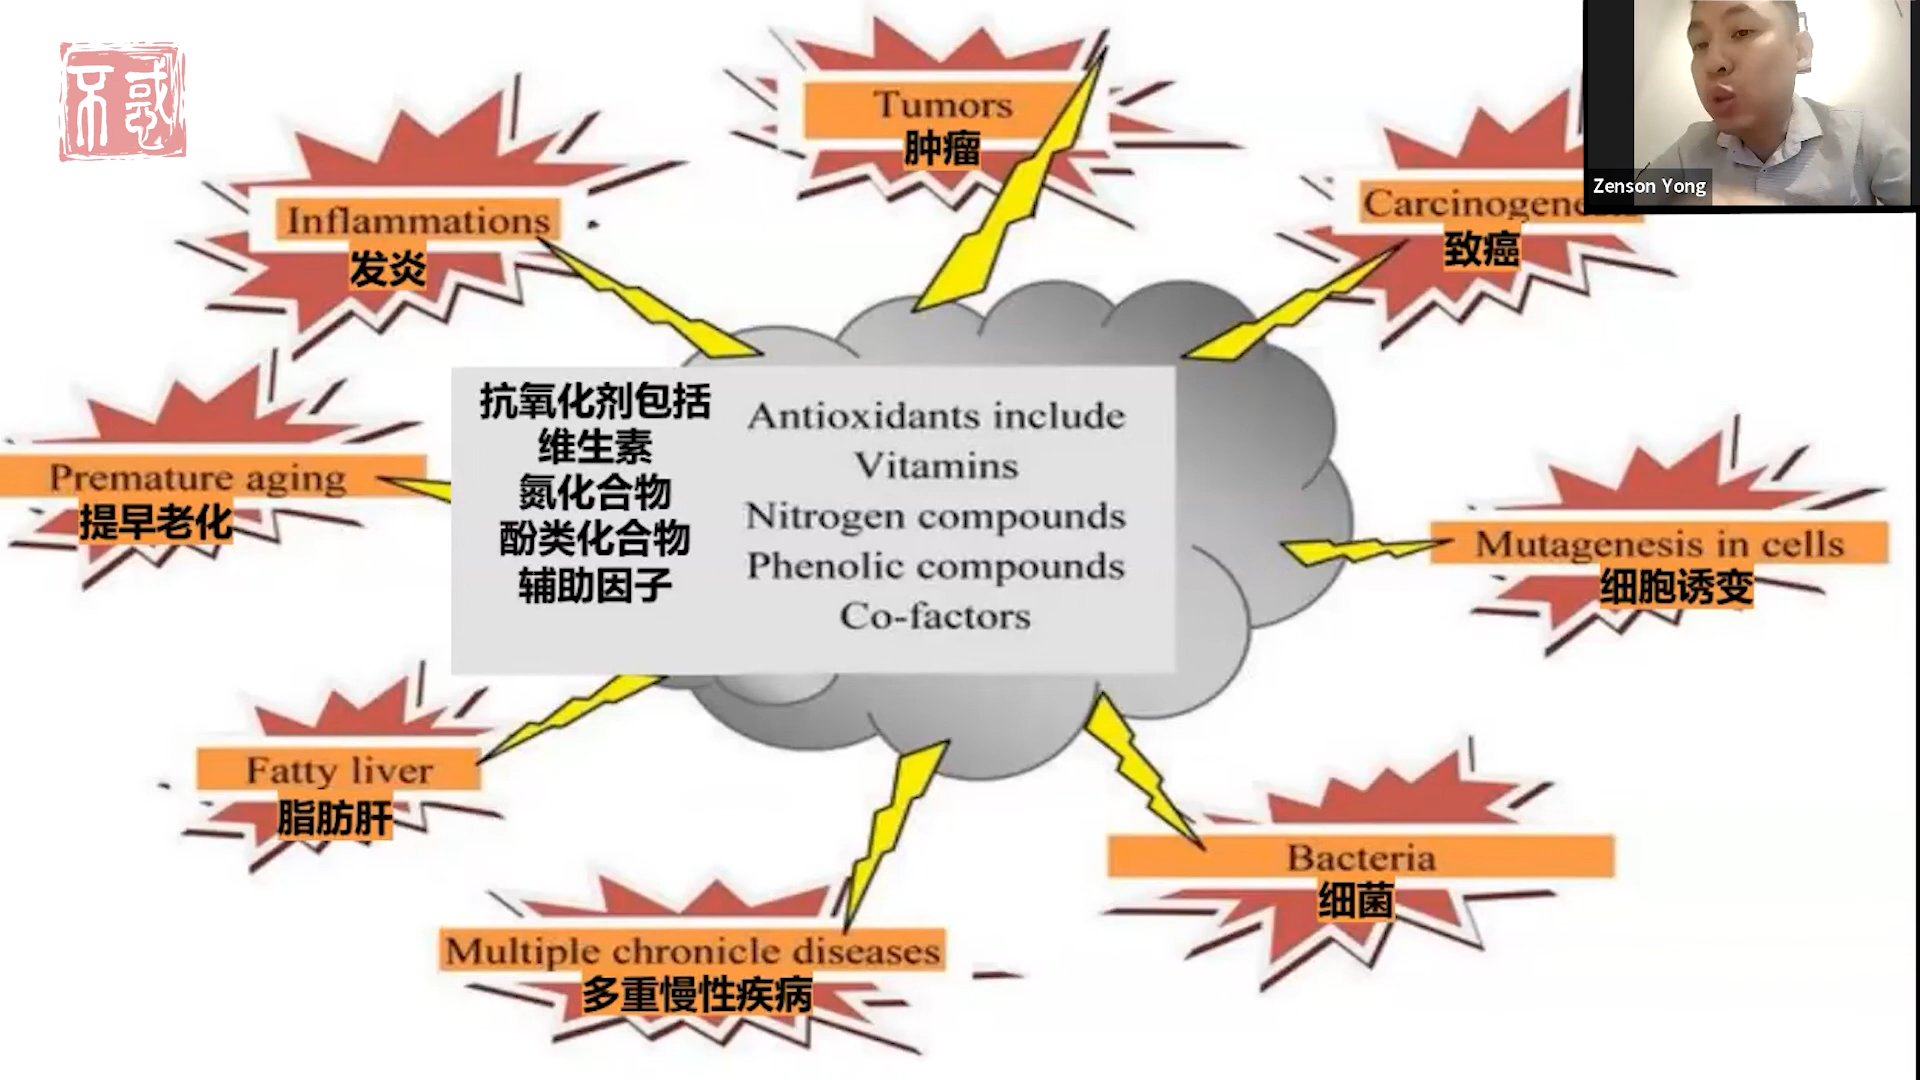 不惑
Tumors
肿瘤
Zenson Yong
Inflammations
发炎
致癌
抗氧化剂包括
维生素
氮化合物
酚类化合物
辅助因子
Antioxidants include
Vitamins
Nitrogen compounds
Phenolic compounds
Co-factors
Premature aging
提早老化
Mutagenesis in cells
细胞诱变
Fatty liver
脂肪肝
Bacteria
细菌
Multiple chronicle diseases
多重慢性疾病